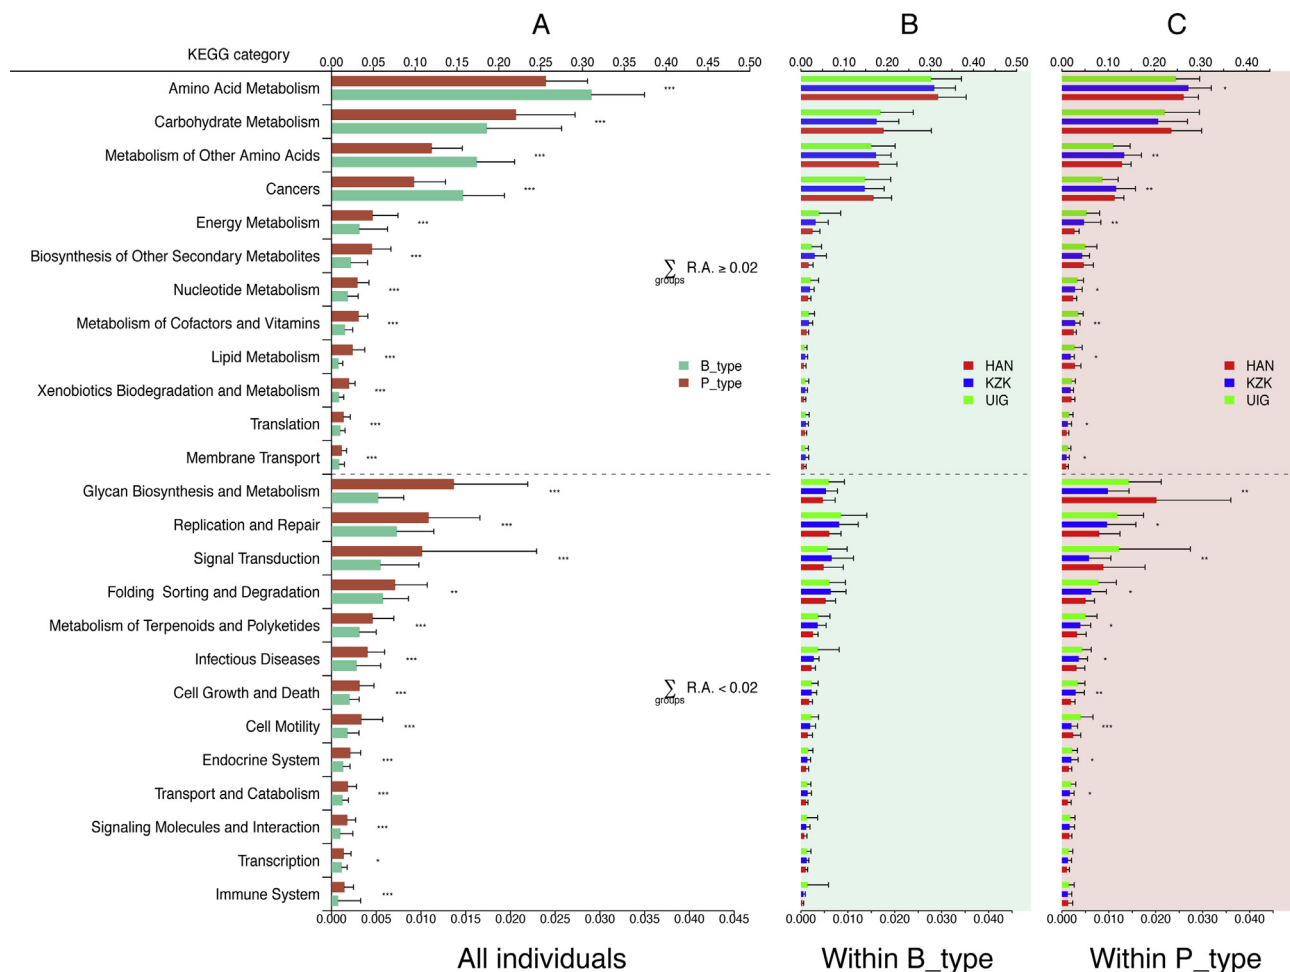 A
B
C
KEGG category
0.00 0.05 0.10 0.15 0.20 0.25 0.30 0.35 0.40 0.45 0.50
0.00 0.10 0.20 0.30 0.40 0.50
0.00 0.10 0.20 0.30 0.40
Amino Acid Metabolism *** *
Carbohydrate Metabolism ***
Metabolism of Other Amino Acids *** **
Cancers *** **
Energy Metabolism *** **
Biosynthesis of Other Secondary Metabolites ***
∑ R.A. ≥ 0.02
groups
Nucleotide Metabolism *** *
Metabolism of Cofactors and Vitamins *** **
Lipid Metabolism *** *
B_type
P_type
HAN
KZK
UIG
HAN
KZK
UIG
Xenobiotics Biodegradation and Metabolism ***
Translation *** *
Membrane Transport *** *
Glycan Biosynthesis and Metabolism *** **
Replication and Repair *** *
Signal Transduction *** **
Folding Sorting and Degradation ** *
Metabolism of Terpenoids and Polyketides *** *
Infectious Diseases *** *
Cell Growth and Death *** **
∑ R.A. < 0.02
groups
Cell Motility *** ***
Endocrine System *** *
Transport and Catabolism *** *
Signaling Molecules and Interaction ***
Transcription *
Immune System ***
0.00 0.005 0.010 0.015 0.020 0.025 0.030 0.035 0.040 0.045
0.00 0.010 0.020 0.030 0.040
0.00 0.010 0.020 0.030 0.040
All individuals
Within B_type
Within P_type